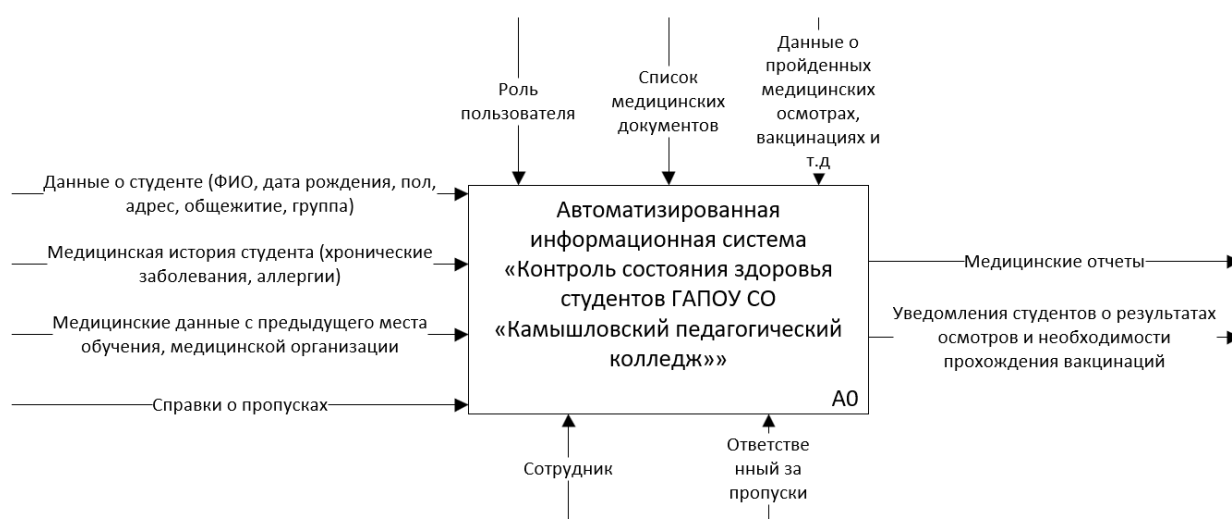 Роль
пользователя
Список
медицинских
документов
Данные о
пройденных
медицинских
осмотрах,
вакцинациях и
т.д
Данные о студенте (ФИО, дата рождения, пол,
адрес, общежитие, группа)
Медицинская история студента (хронические
заболевания, аллергии)
Медицинские данные с предыдущего места
обучения, медицинской организации
Справки о пропусках
Автоматизированная
информационная система
«Контроль состояния здоровья
студентов ГАПОУ СО
«Камышловский педагогический
колледж»»
A0
Медицинские отчеты
Уведомления студентов о результатах
осмотров и необходимости
прохождения вакцинаций
Сотрудник
Ответстве
нный за
пропуски